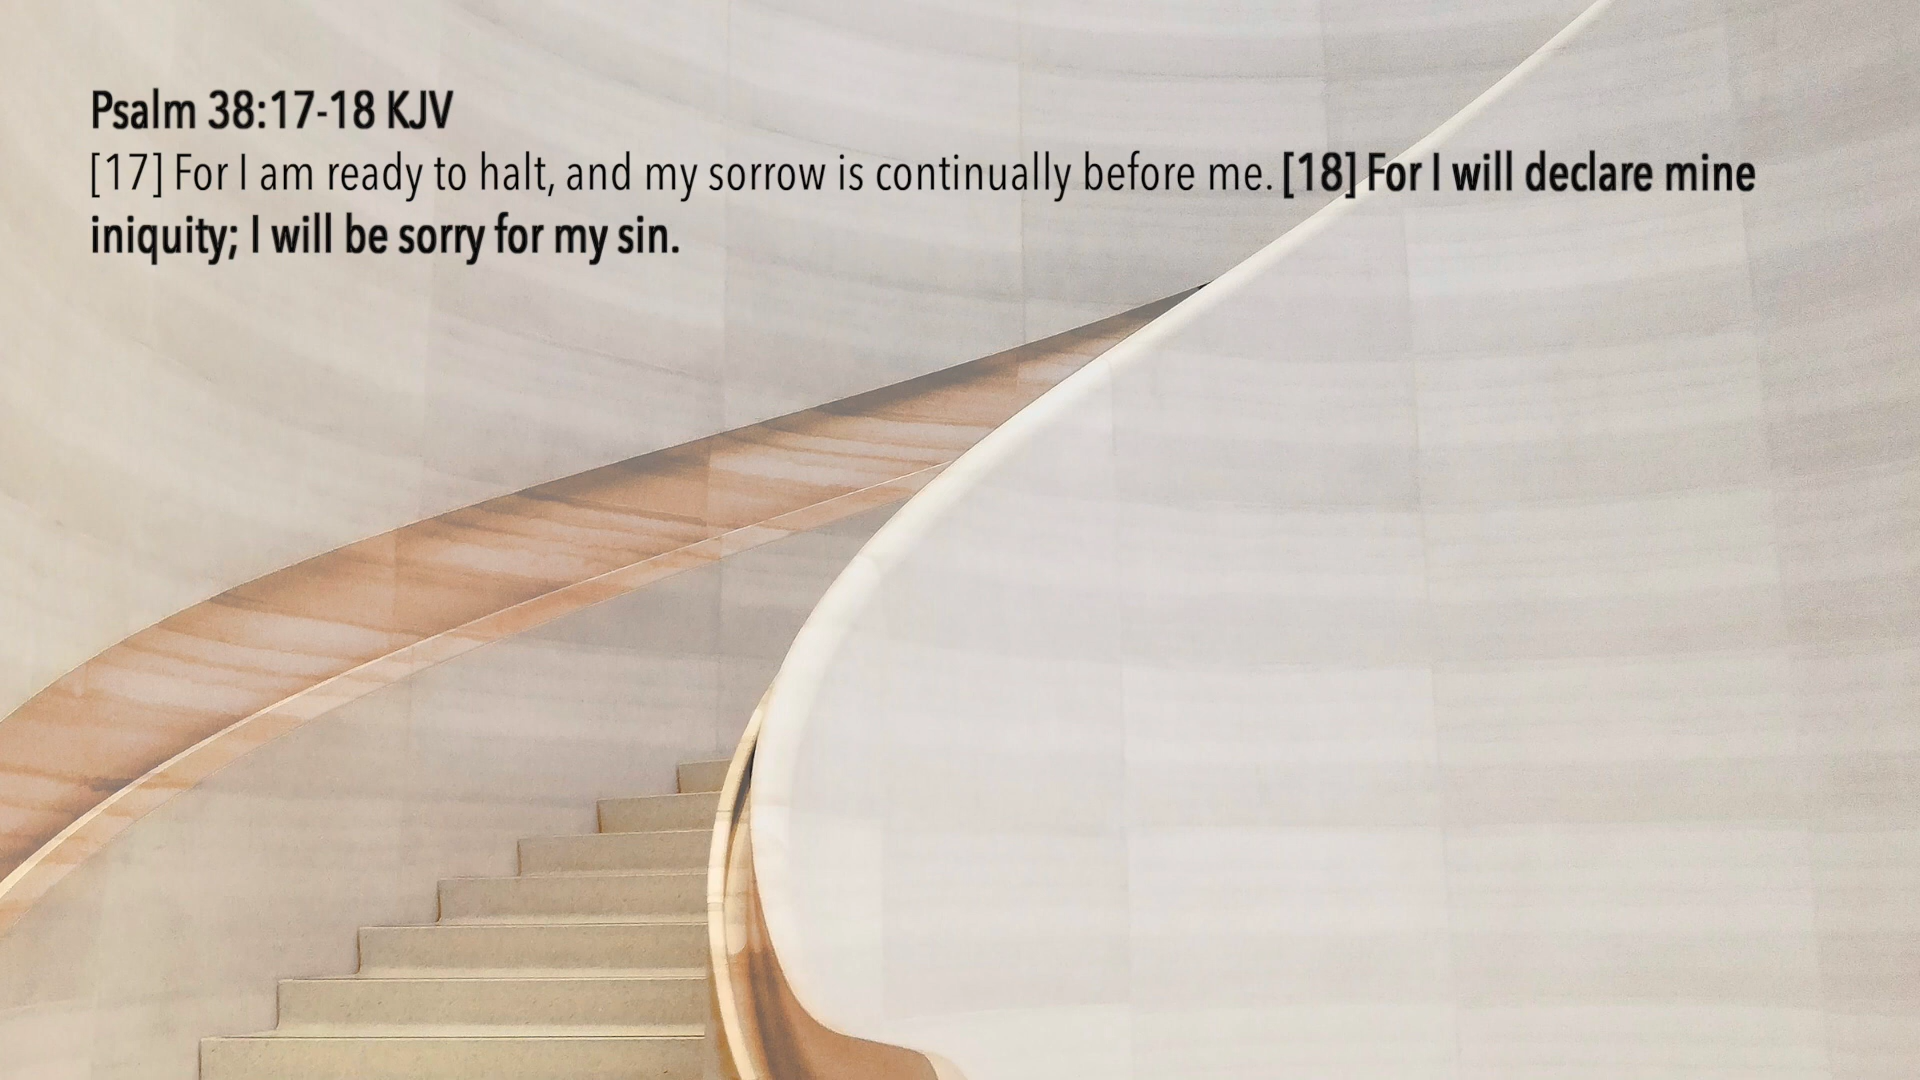 Psalm 38:17-18 KJV
[17] For I am ready to halt, and my sorrow is continually before me. [18] For I will declare mine
iniquity; I will be sorry for my sin.